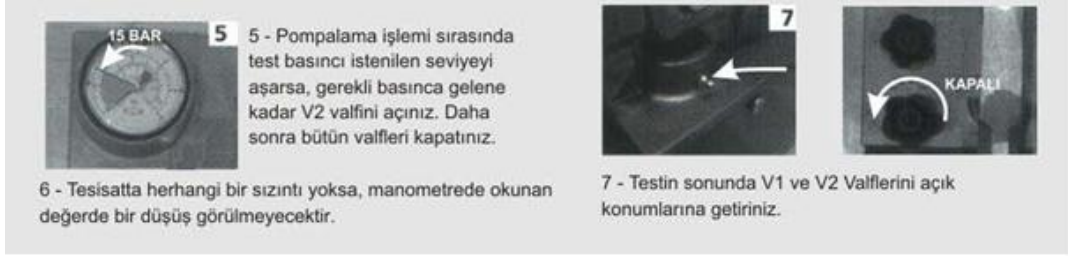 15 BAR
5
5 - Pompalama işlemi sırasında
test basıncı istenilen seviyeyi
aşarsa, gerekli basınca gelene
kadar V2 valfini açınız. Daha
sonra bütün valfleri kapatınız.
6 - Tesisatta herhangi bir sızıntı yoksa, manometrede okunan
değerde bir düşüş görülmeyecektir.
7
KAPALI
7 - Testin sonunda V1 ve V2 Valflerini açık
konumlarına getiriniz.